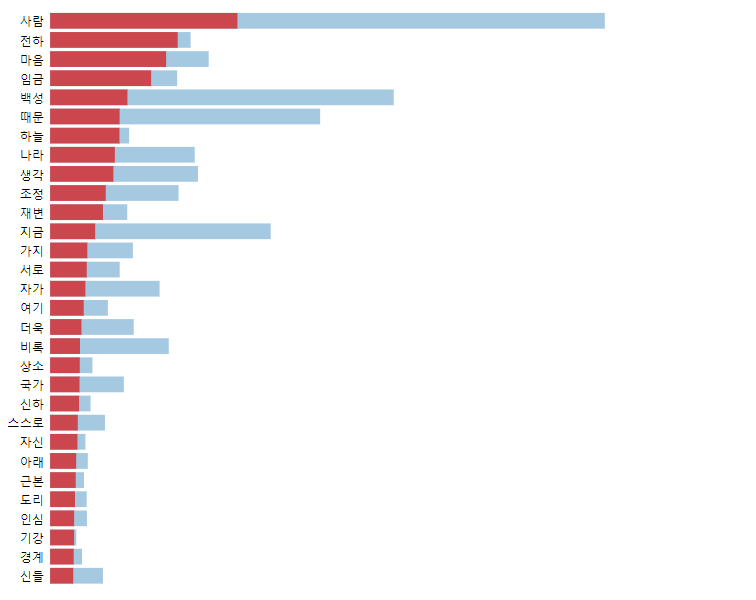 사람
전하
마음
임금
백성
때문
하늘
나라
생각
조정
재변
지금
가지
서로
자가
여기
더욱
비록
상소
국가
신하
스스로
자신
아래
근본
도리
인심
기강
경계
신들